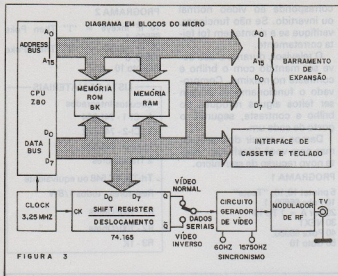 DIAGRAMA EM BLOCOS DO MICRO
ADDRESS
BUS
A0
A15
CPU
Z80
D0
DATA
BUS
D7
MEMÓRIA
ROM
8K
MEMÓRIA
RAM
A0
A15
D0
D7
BARRAMENTO
DE
EXPANSÃO
INTERFACE DE
CASSETE E TECLADO
CLOCK
3,25 MHZ
CK
D0 D7
SHIFT REGISTER
DESLOCAMENTO
74.165
Q
Q
VÍDEO
NORMAL
DADOS
SERIAIS
VÍDEO
INVERSO
CIRCUITO
GERADOR
DE VÍDEO
60HZ 15750HZ
SINCRONISMO
MODULADOR
DE RF
TV
FIGURA 3